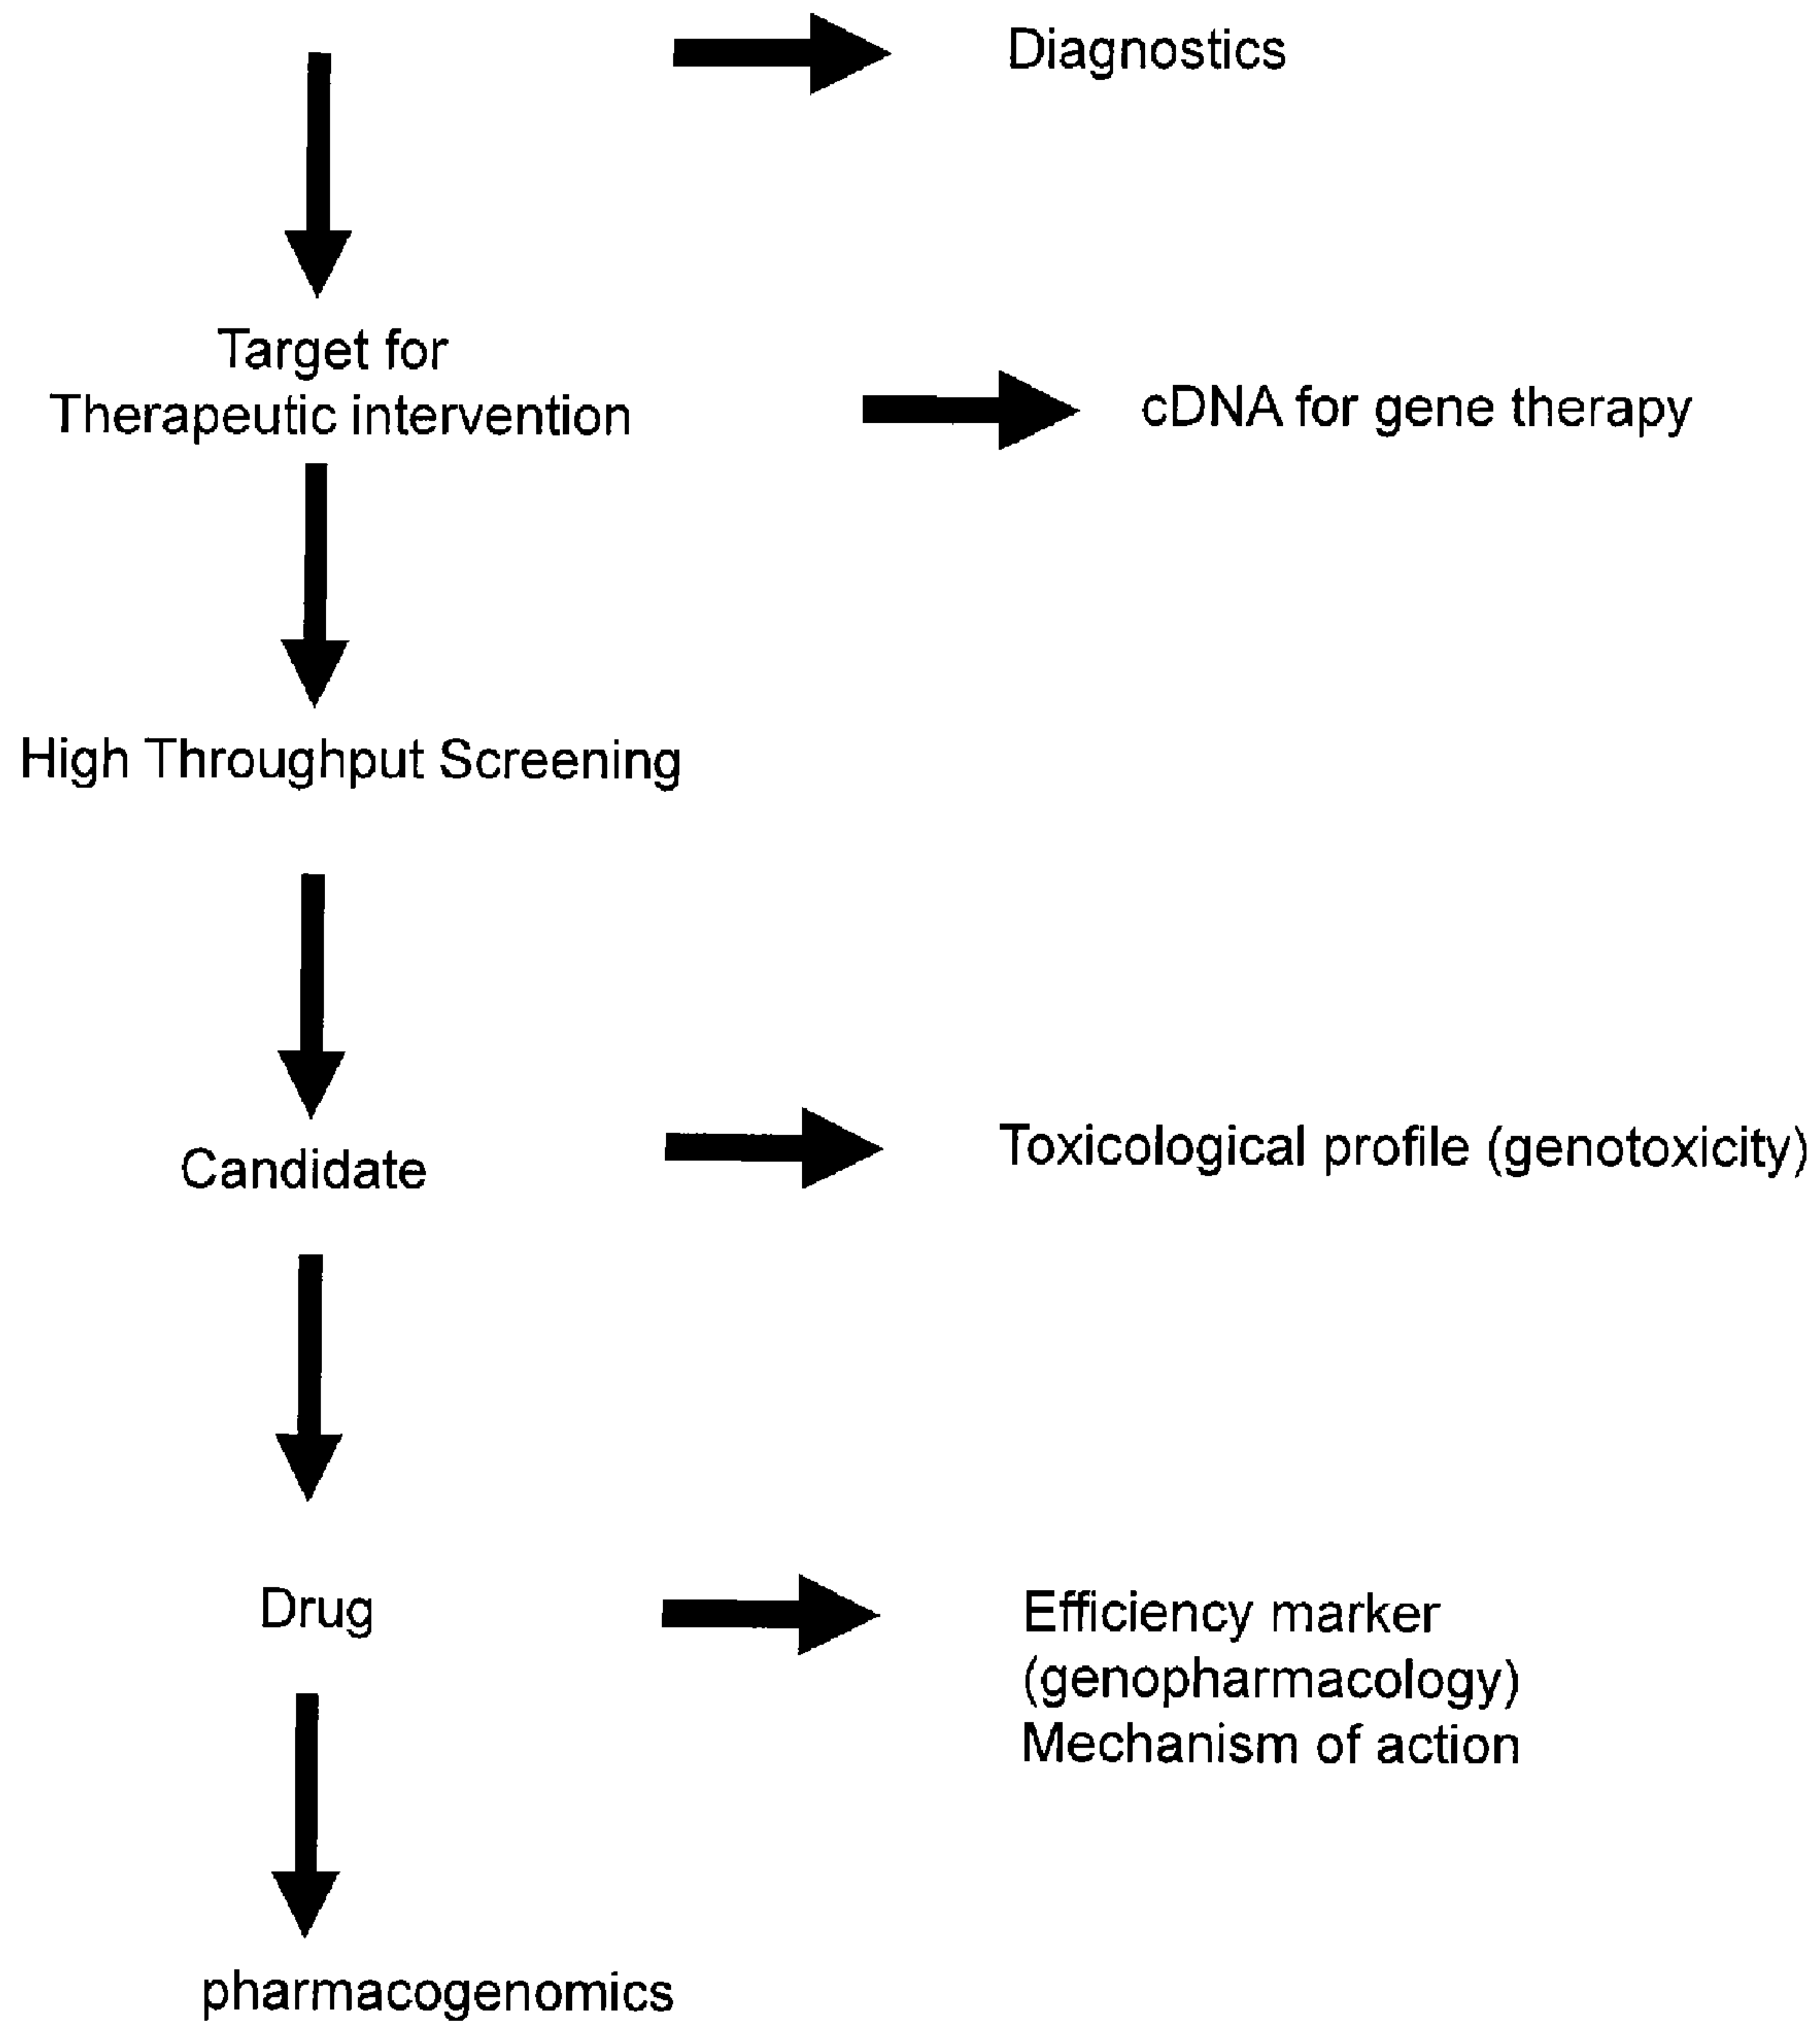 Diagnostics
Target for
Therapeutic intervention
cDNA for gene therapy
High Throughput Screening
Candidate
Toxicological profile (genotoxicity)
Drug
Efficiency marker
(genopharmacology)
Mechanism of action
pharmacogenomics